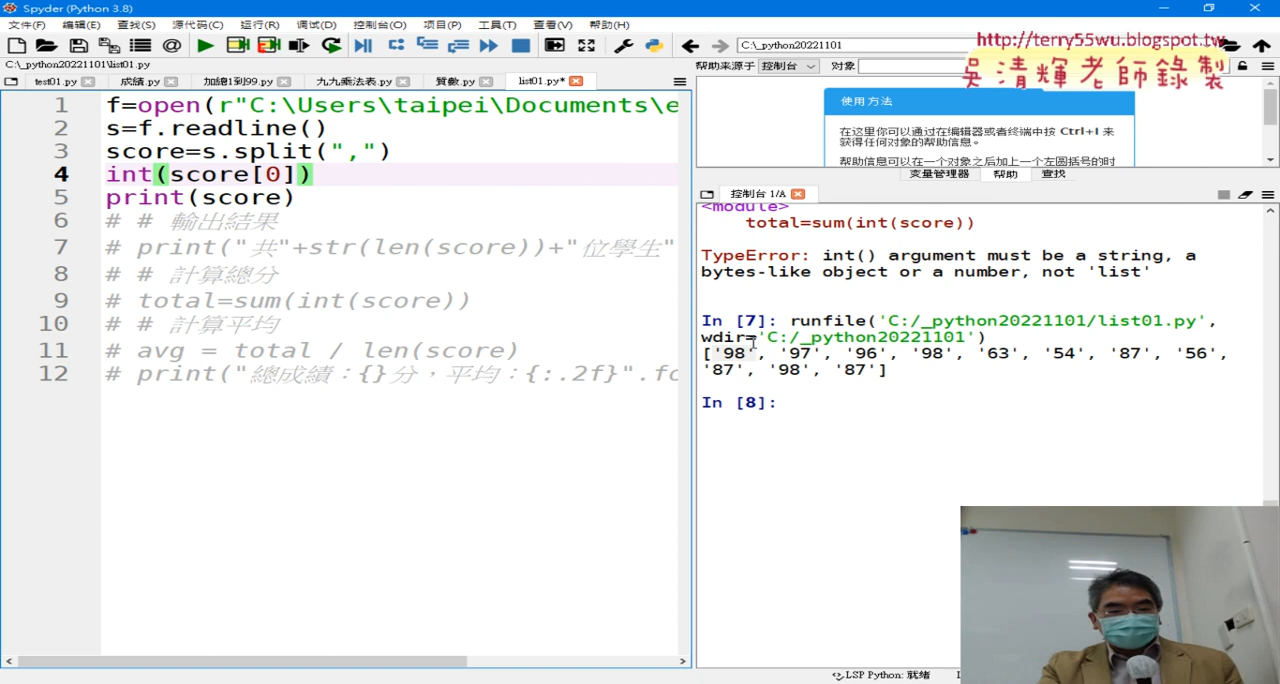 Spyder (Python 3.8)
文件(F) 编辑(E) 查找(S) 源代码(C) 运行(R) 调试(D) 控制台(O) 项目(P) 工具(T) 查看(V) 帮助(H)
C:\_python20221101
http://terry55wu.blogspot.tw
吳清輝老師錄製
C:\_python20221101\list01.py
帮助来源于 控制台 对象
test01.py 成績.py 加總1到99.py 九九乘法表.py 質數.py list01.py*
1 f=open(r"C:\Users\taipei\Documents\e
2 s=f.readline()
3 score=s.split(",")
4 int(score[0])
5 print(score)
6 # # 輸出結果
7 # print("共"+str(len(score))+"位學生"
8 # # 計算總分
9 # total=sum(int(score))
10 # # 計算平均
11 # avg = total / len(score)
12 # print("總成績：{}分，平均：{:.2f}".fo
使用方法
在这里你可以通过在编辑器或者终端中按 Ctrl+I 来
获得任何对象的帮助信息。
帮助信息可以在一个对象之后加上一个左圆括号的时
变量管理器 帮助 查找
控制台 1/A
<module>
total=sum(int(score))
TypeError: int() argument must be a string, a
bytes-like object or a number, not 'list'
In [7]: runfile('C:/_python20221101/list01.py',
wdir='C:/_python20221101')
['98', '97', '96', '98', '63', '54', '87', '56',
'87', '98', '87']
In [8]:
LSP Python: 就绪